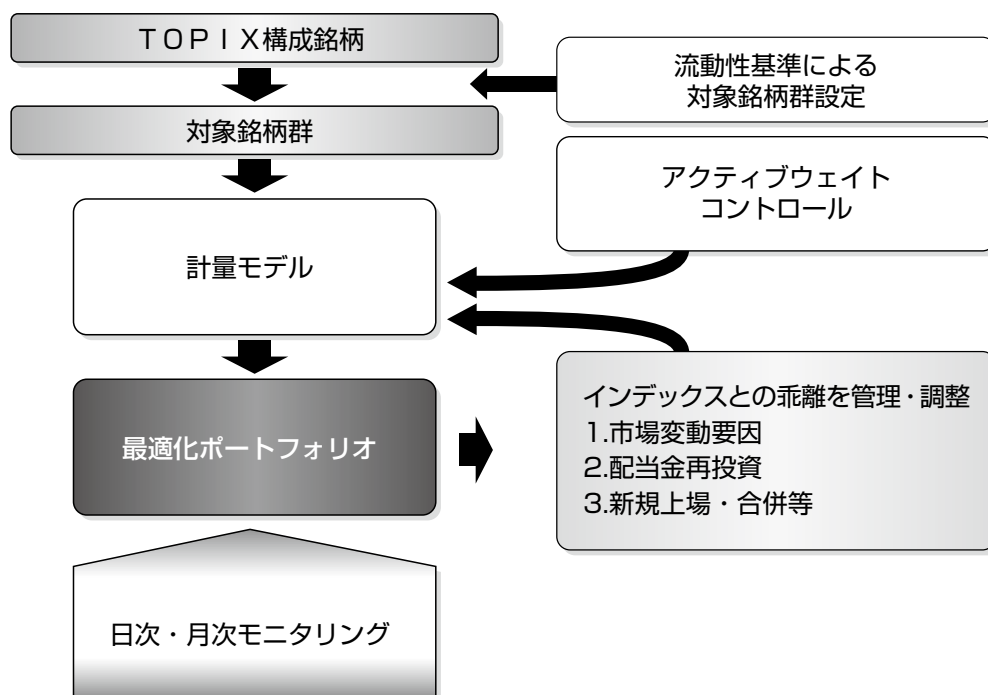 TOPIX構成銘柄
流動性基準による
対象銘柄群設定
対象銘柄群
アクティブウェイト
コントロール
計量モデル
インデックスとの乖離を管理・調整
1.市場変動要因
2.配当金再投資
3.新規上場・合併等
最適化ポートフォリオ
日次・月次モニタリング